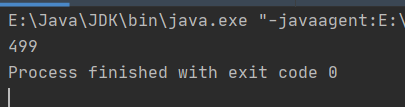 E:\Java\JDK\bin\java.exe "-javaagent:E:\
499
Process finished with exit code 0